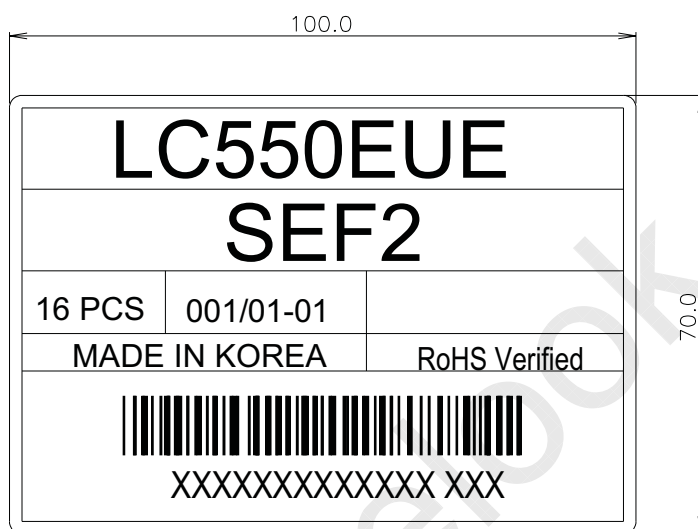 100.0
LC550EUE
SEF2
16 PCS 001/01-01
70.0
MADE IN KOREA RoHS Verified
XXXXXXXXXXXXX XXX